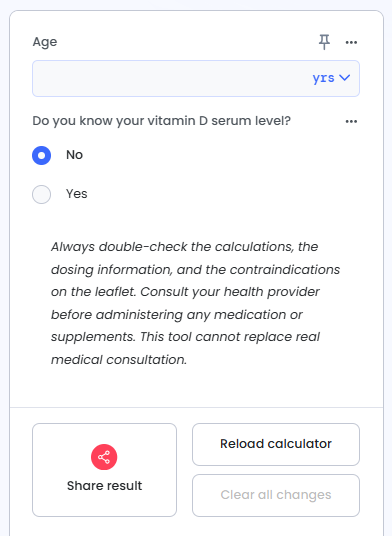 Age
yrs
Do you know your vitamin D serum level?
No
Yes
Always double-check the calculations, the
dosing information, and the contraindications
on the leaflet. Consult your health provider
before administering any medication or
supplements. This tool cannot replace real
medical consultation.
Share result
Reload calculator
Clear all changes